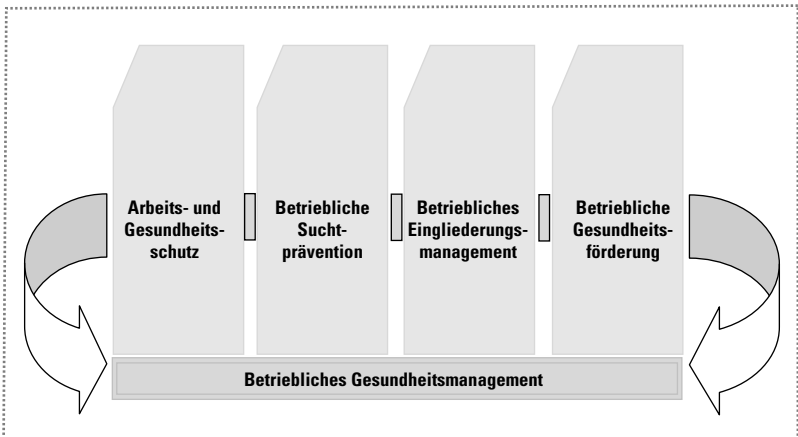 Arbeits- und
Gesundheits-
schutz
Betriebliche
Sucht-
prävention
Betriebliches
Eingliederungs-
management
Betriebliche
Gesundheits-
förderung
Betriebliches Gesundheitsmanagement